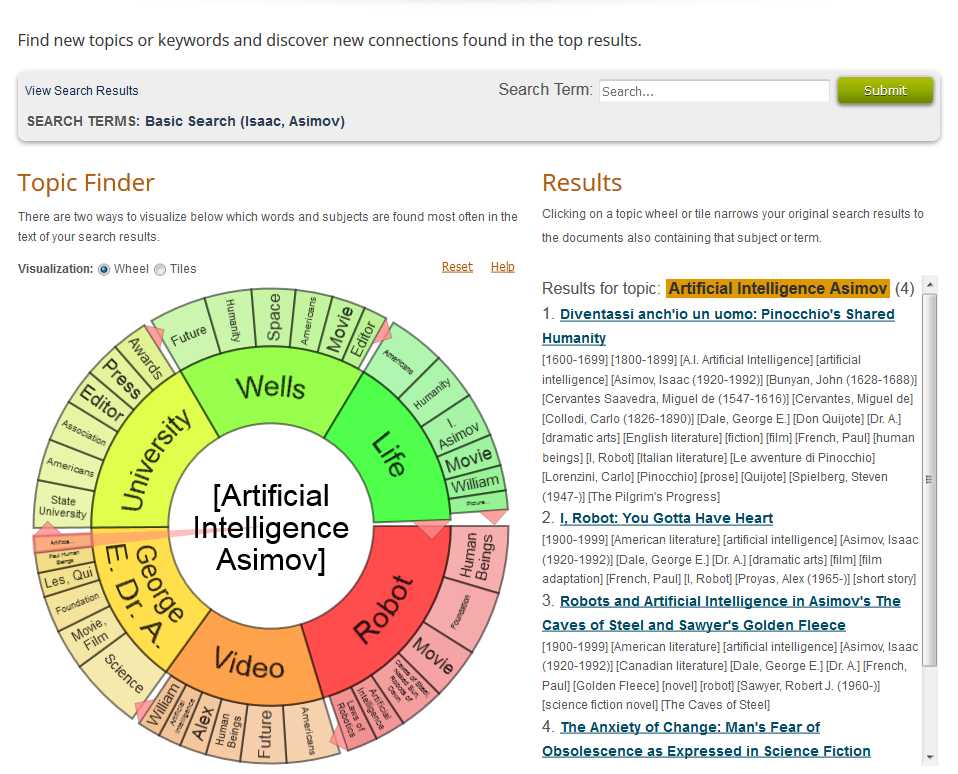 Find new topics or keywords and discover new connections found in the top results.
View Search Results
Search Term:
Search...
Submit
SEARCH TERMS: Basic Search (Isaac, Asimov)
Topic Finder
There are two ways to visualize below which words and subjects are found most often in the
text of your search results.
Visualization:
Wheel
Tiles
Reset
Help
[Artificial
Intelligence
Asimov]
Wells
Future
Humanity
Space
Americans
Movie
Editor
Life
Americans
Humanity
I.
Asimov
Movie
William
Picture
Robot
Human
Beings
Foundation
Movie
Caves of Steel,
Robots of
Dawn
Artificial
Intelligence
Laws of
Robotics
Video
Americans
Future
Human
Beings
Alex
Artificial
Intelligence
William
George
E. Dr. A.
Science
Movie,
Film
Foundation
Les, Qui
Paul Human
Beings
Artificia...
University
State
University
Americans
Association
Editor
Press
Awards
Results
Clicking on a topic wheel or tile narrows your original search results to
the documents also containing that subject or term.
Results for topic: Artificial Intelligence Asimov (4)
1. Diventassi anch'io un uomo: Pinocchio's Shared
Humanity
[1600-1699] [1800-1899] [A.I. Artificial Intelligence] [artificial
intelligence] [Asimov, Isaac (1920-1992)] [Bunyan, John (1628-1688)]
[Cervantes Saavedra, Miguel de (1547-1616)] [Cervantes, Miguel de]
[Collodi, Carlo (1826-1890)] [Dale, George E.] [Don Quijote] [Dr. A.]
[dramatic arts] [English literature] [fiction] [film] [French, Paul] [human
beings] [I, Robot] [Italian literature] [Le avventure di Pinocchio]
[Lorenzini, Carlo] [Pinocchio] [prose] [Quijote] [Spielberg, Steven
(1947-)] [The Pilgrim's Progress]
2. I, Robot: You Gotta Have Heart
[1900-1999] [American literature] [artificial intelligence] [Asimov, Isaac
(1920-1992)] [Dale, George E.] [Dr. A.] [dramatic arts] [film] [film
adaptation] [French, Paul] [I, Robot] [Proyas, Alex (1965-)] [short story]
3. Robots and Artificial Intelligence in Asimov's The
Caves of Steel and Sawyer's Golden Fleece
[1900-1999] [American literature] [artificial intelligence] [Asimov, Isaac
(1920-1992)] [Canadian literature] [Dale, George E.] [Dr. A.] [French,
Paul] [Golden Fleece] [novel] [robot] [Sawyer, Robert J. (1960-)]
[science fiction novel] [The Caves of Steel]
4. The Anxiety of Change: Man's Fear of
Obsolescence as Expressed in Science Fiction